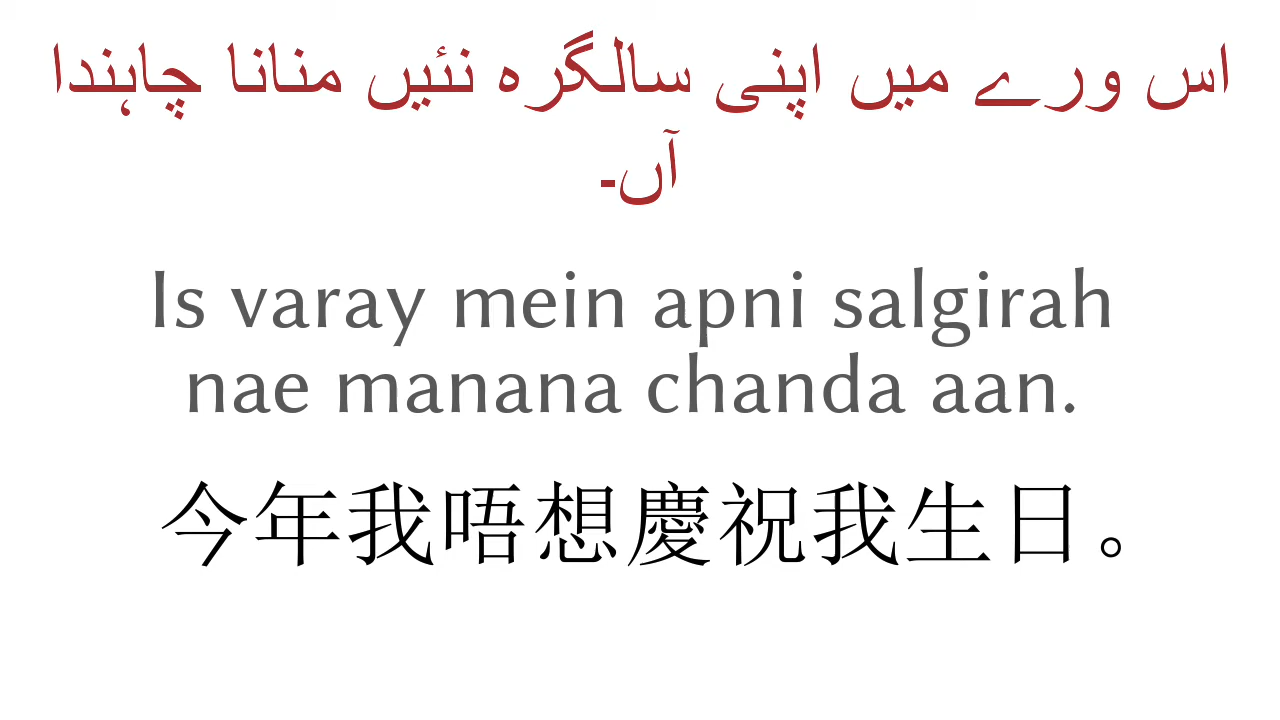 اس ورے میں اپنی سالگرہ نئیں منانا چاہندا
آں۔
Is varay mein apni salgirah
nae manana chanda aan.
今年我唔想慶祝我生日。